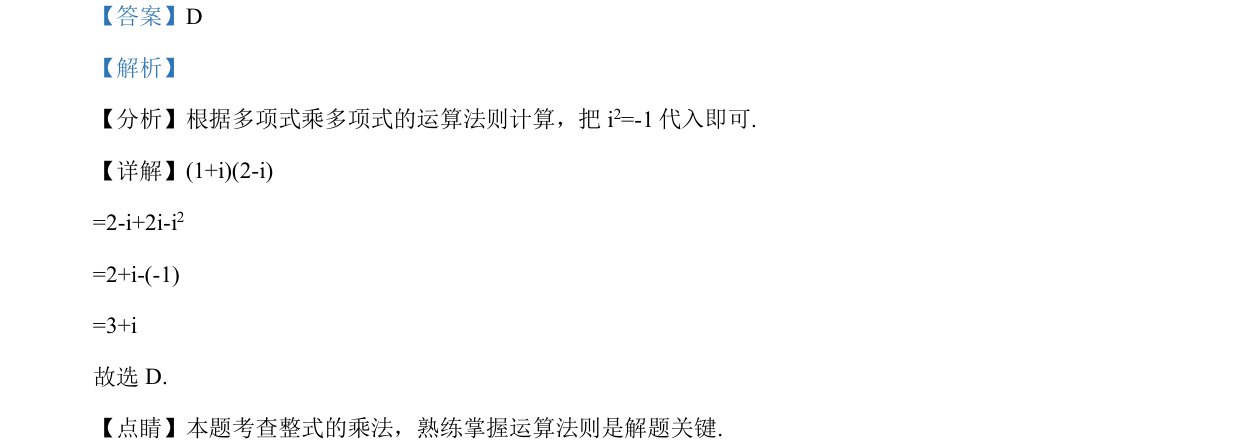 【答案】D
【解析】
【分析】根据多项式乘多项式的运算法则计算，把 i²=-1 代入即可.
【详解】(1+i)(2-i)
=2-i+2i-i²
=2+i-(-1)
=3+i
故选 D.
【点睛】本题考查整式的乘法，熟练掌握运算法则是解题关键.